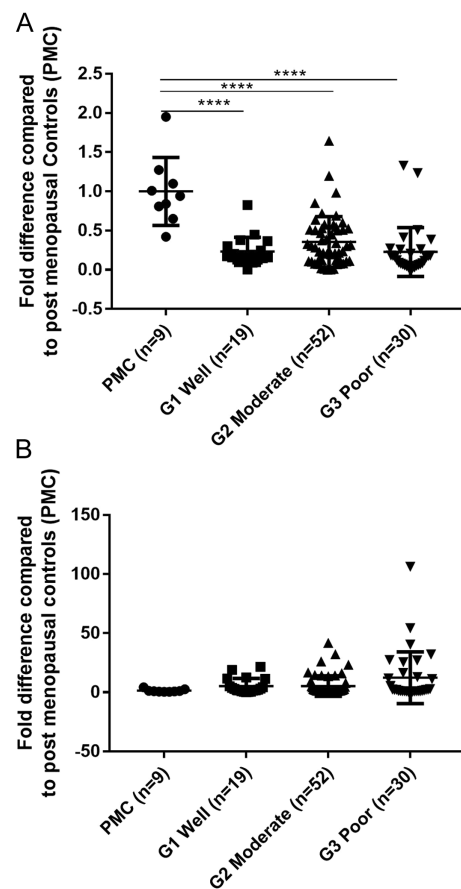 A
Fold difference compared
to post menopausal Controls (PMC)
2.5
2.0
1.5
1.0
0.5
0.0
-0.5
****
****
****
PMC (n=9)
G1 Well (n=19)
G2 Moderate (n=52)
G3 Poor (n=30)
B
Fold difference compared
to post menopausal controls (PMC)
150
100
50
0
-50
PMC (n=9)
G1 Well (n=19)
G2 Moderate (n=52)
G3 Poor (n=30)